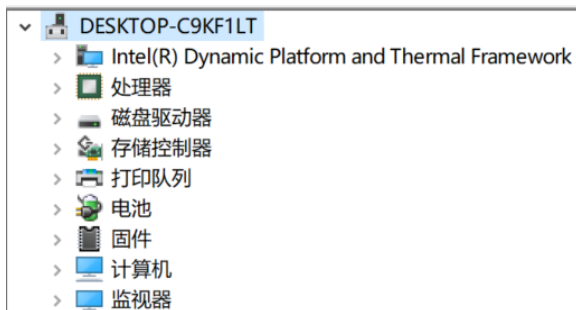 DESKTOP-C9KF1LT
Intel(R) Dynamic Platform and Thermal Framework
处理器
磁盘驱动器
存储控制器
打印队列
电池
固件
计算机
监视器